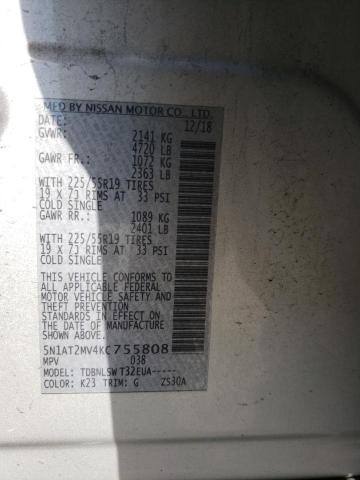 MFD BY NISSAN MOTOR CO., LTD.
DATE: 12/18
GVWR: 2141 KG
4720 LB
GAWR FR.: 1072 KG
2363 LB
WITH 225/55R19 TIRES
19 X 7J RIMS AT 33 PSI
COLD SINGLE
GAWR RR.: 1089 KG
2401 LB
WITH 225/55R19 TIRES
19 X 7J RIMS AT 33 PSI
COLD SINGLE
THIS VEHICLE CONFORMS TO
ALL APPLICABLE FEDERAL
MOTOR VEHICLE SAFETY
AND THEFT PREVENTION
STANDARDS IN EFFECT ON
THE DATE OF MANUFACTURE
SHOWN ABOVE.
5N1AT2MV4KC755808
MPV 038
MODEL: TDBNLSW T32EUA-----
COLOR: K23 TRIM: G ZS30A